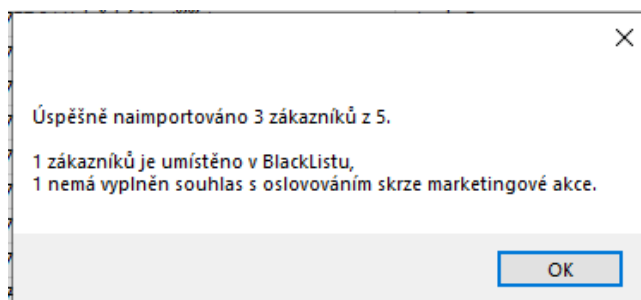 Úspěšně naimportováno 3 zákazníků z 5.
1 zákazníků je umístěno v BlackListu,
1 nemá vyplněn souhlas s oslovováním skrze marketingové akce.
OK